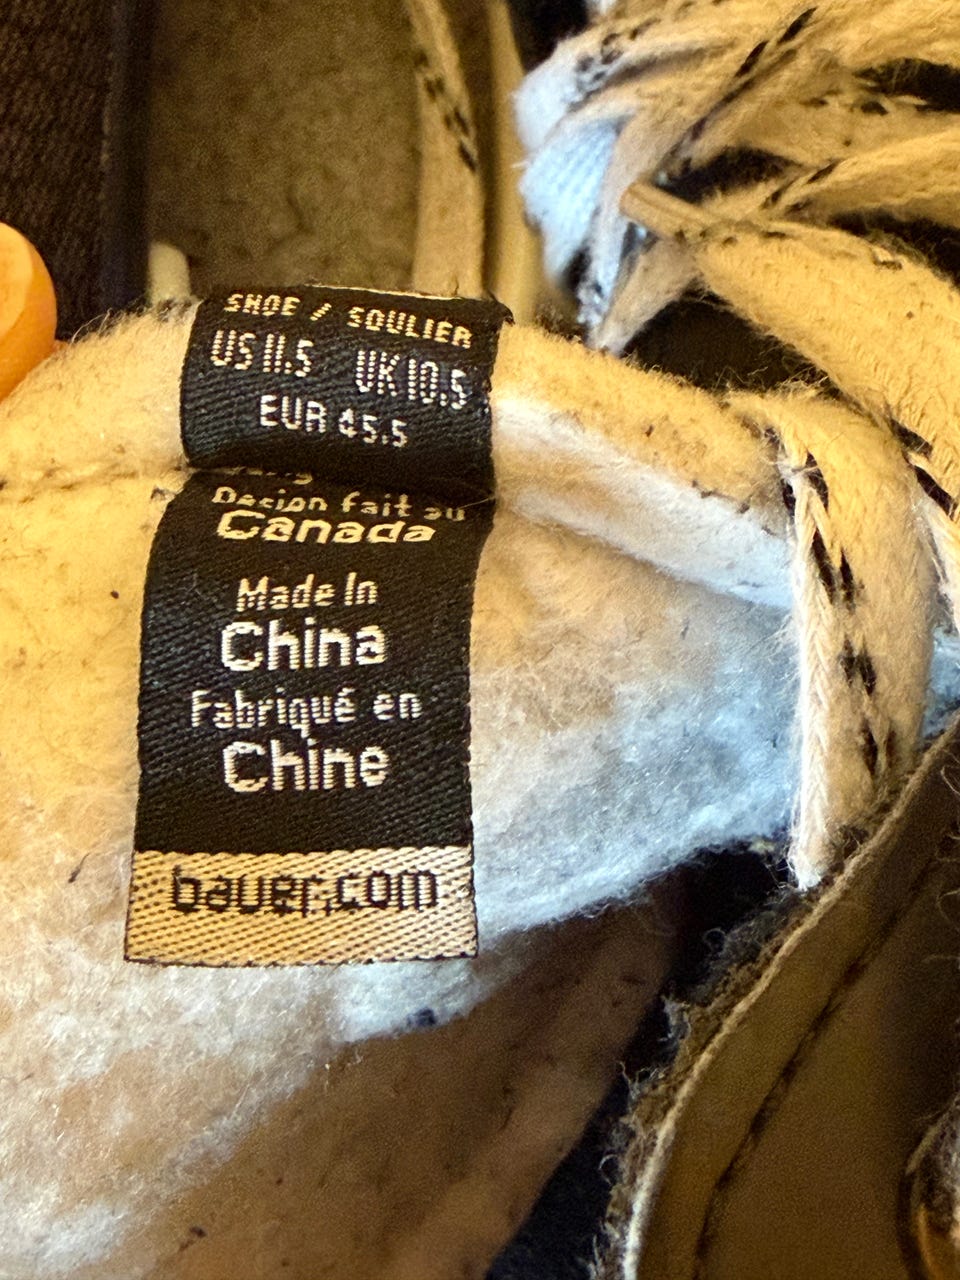 SHOE / SOULIER
US 11.5 UK 10.5
EUR 45.5
Design fait au
Canada
Made In
China
Fabriqué en
Chine
bauer.com